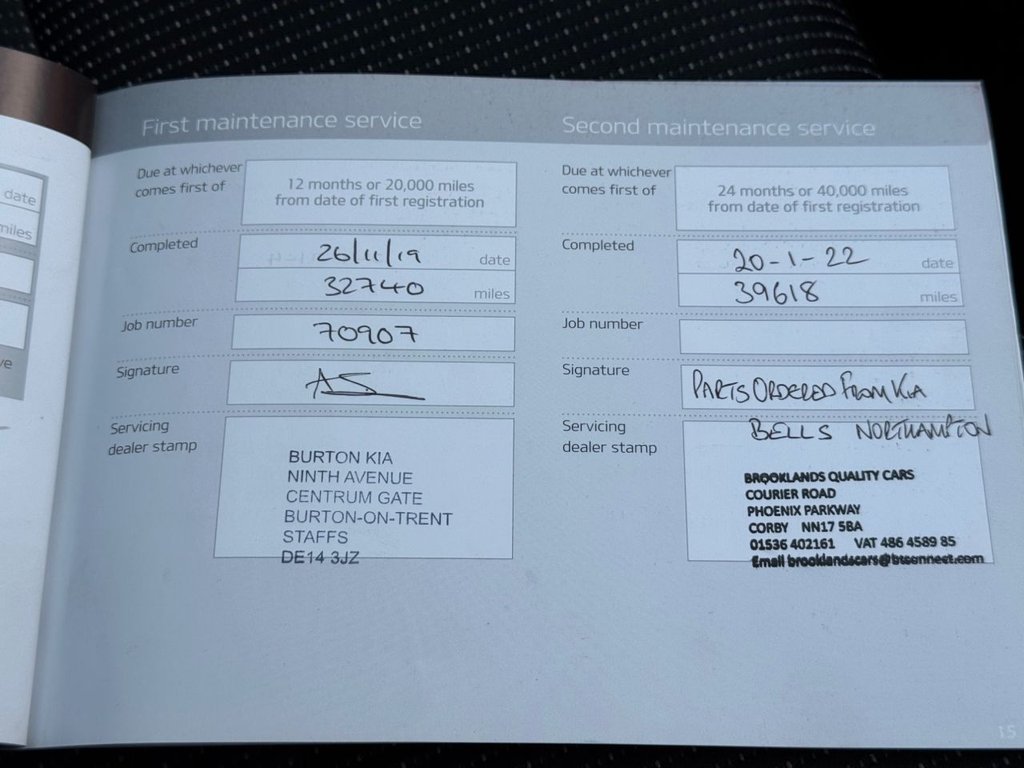 date
miles
ve
First maintenance service
Due at whichever
comes first of
12 months or 20,000 miles
from date of first registration
Completed
26/11/19 date
32740 miles
Job number
70907
Signature
AS
Servicing
dealer stamp
BURTON KIA
NINTH AVENUE
CENTRUM GATE
BURTON-ON-TRENT
STAFFS
DE14 3JZ
Second maintenance service
Due at whichever
comes first of
24 months or 40,000 miles
from date of first registration
Completed
20-1-22 date
39618 miles
Job number
Signature
PARTS ORDERED FROM KIA
BELLS NORTHAMPTON
Servicing
dealer stamp
BROOKLANDS QUALITY CARS
COURIER ROAD
PHOENIX PARKWAY
CORBY NN17 5BA
01536 402161 VAT 486 4589 85
Email brooklandscars@btconnect.com
15